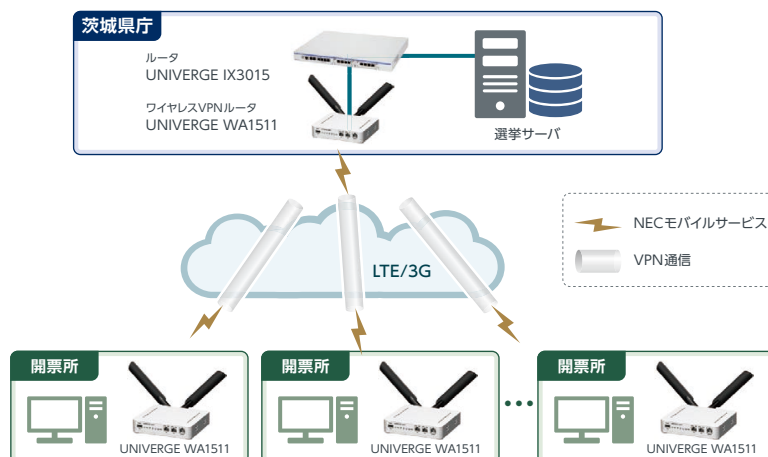 茨城県庁
ルータ
UNIVERGE IX3015
ワイヤレスVPNルータ
UNIVERGE WA1511
選挙サーバ
NECモバイルサービス
VPN通信
LTE/3G
開票所
UNIVERGE WA1511
開票所
UNIVERGE WA1511
開票所
UNIVERGE WA1511